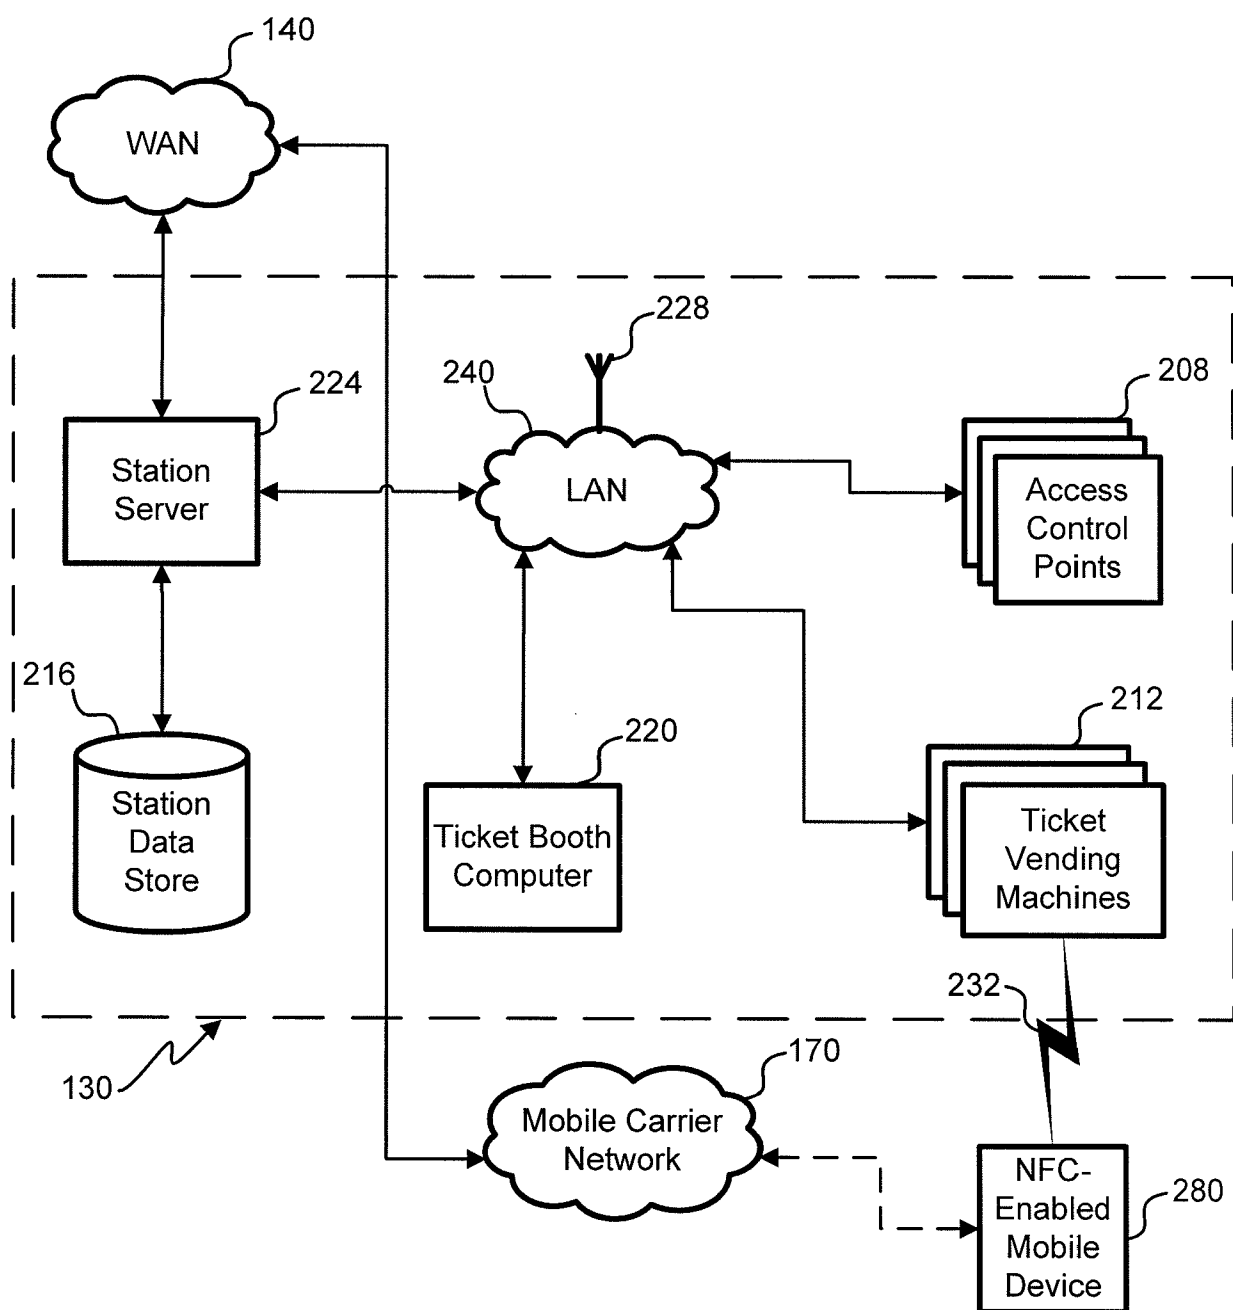 140
WAN
228
240
224
208
Station
Server
LAN
Access
Control
Points
216
212
220
Station
Data
Store
Ticket Booth
Computer
Ticket
Vending
Machines
232
130
170
Mobile Carrier
Network
NFC-
Enabled
Mobile
Device
280